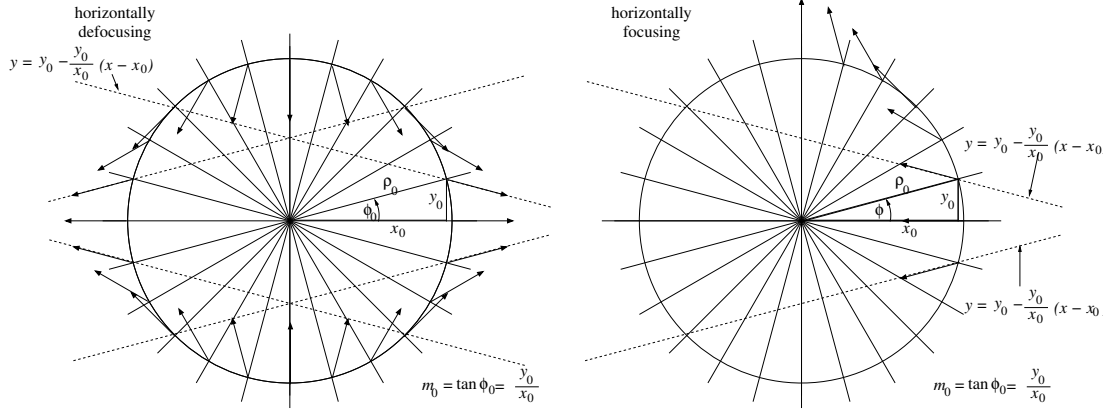 horizontally
defocusing
y = y₀ − y₀/x₀ (x − x₀)
ρ₀
ϕ₀
y₀
x₀
m₀ = tan ϕ₀ = y₀/x₀
horizontally
focusing
y = y₀ − y₀/x₀ (x − x₀
ρ₀
ϕ
y₀
x₀
y = y₀ − y₀/x₀ (x − x₀
m₀ = tan ϕ₀ = y₀/x₀